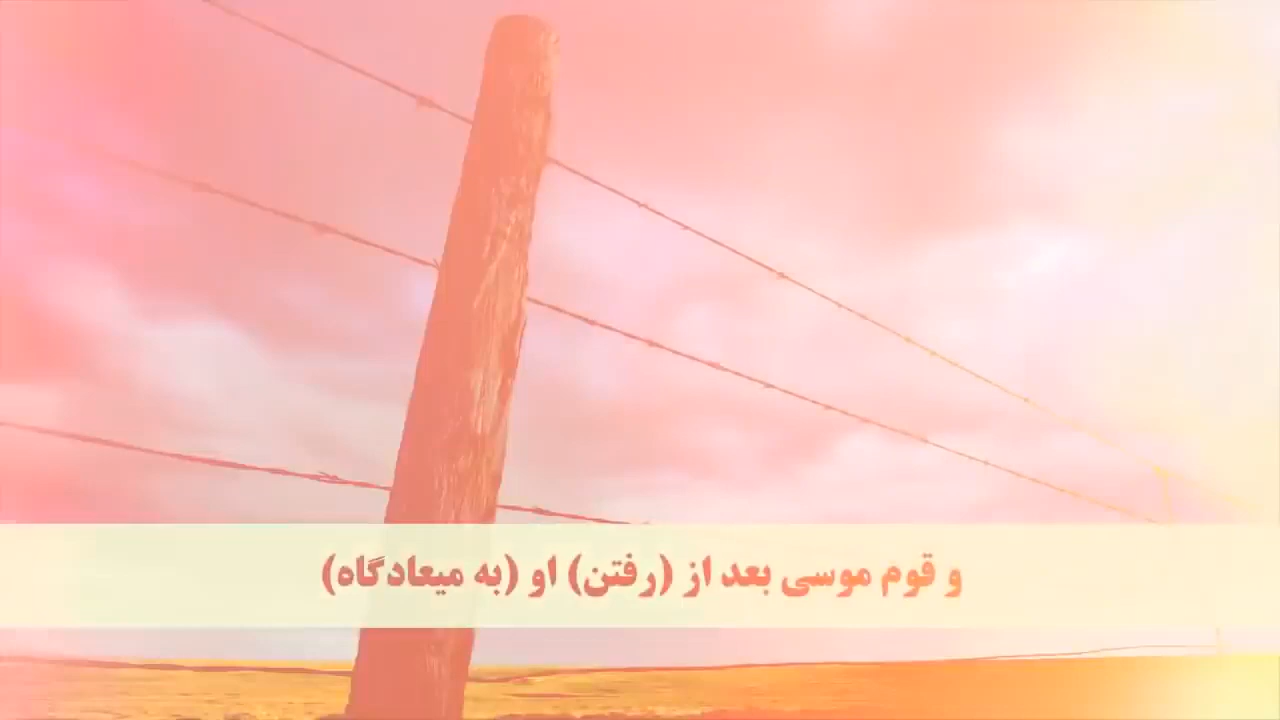 و قوم موسی بعد از (رفتن) او (به میعادگاه)